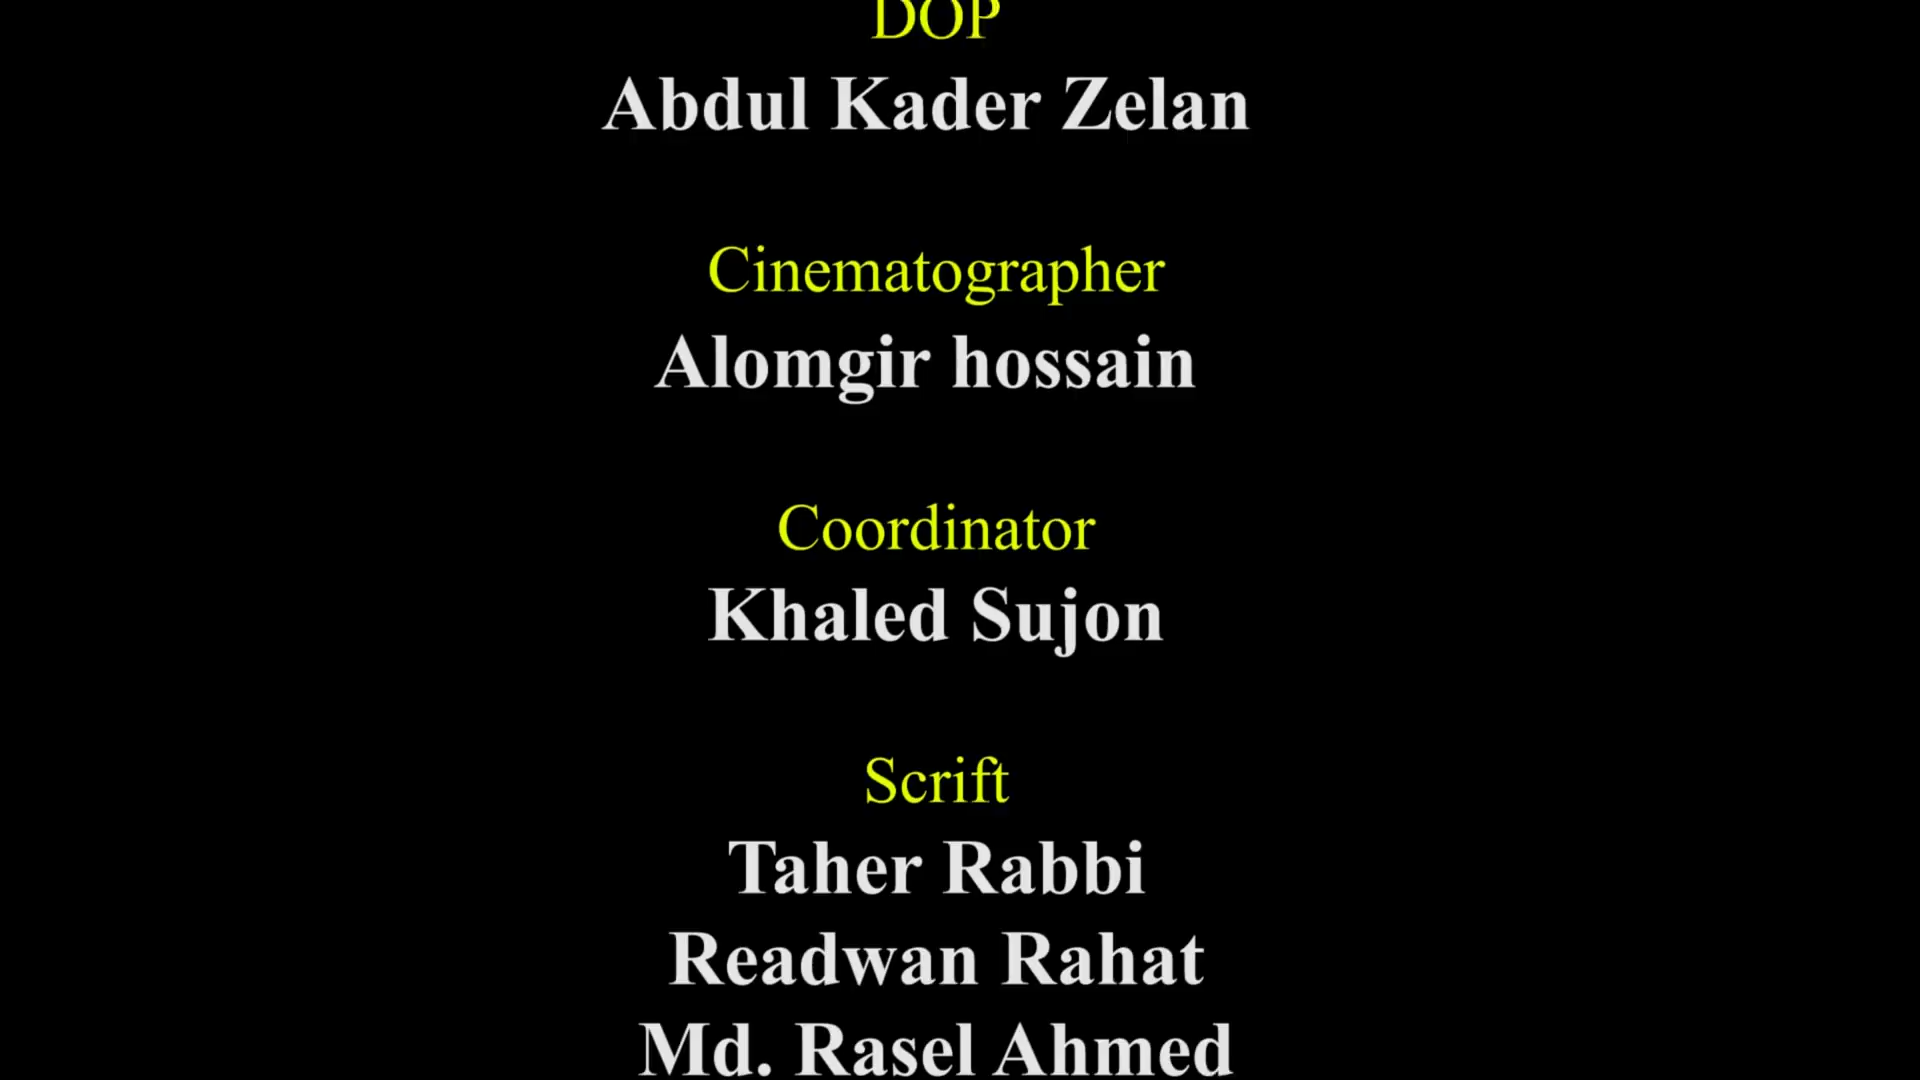 DOP
Abdul Kader Zelan
Cinematographer
Alomgir hossain
Coordinator
Khaled Sujon
Scrift
Taher Rabbi
Readwan Rahat
Md. Rasel Ahmed